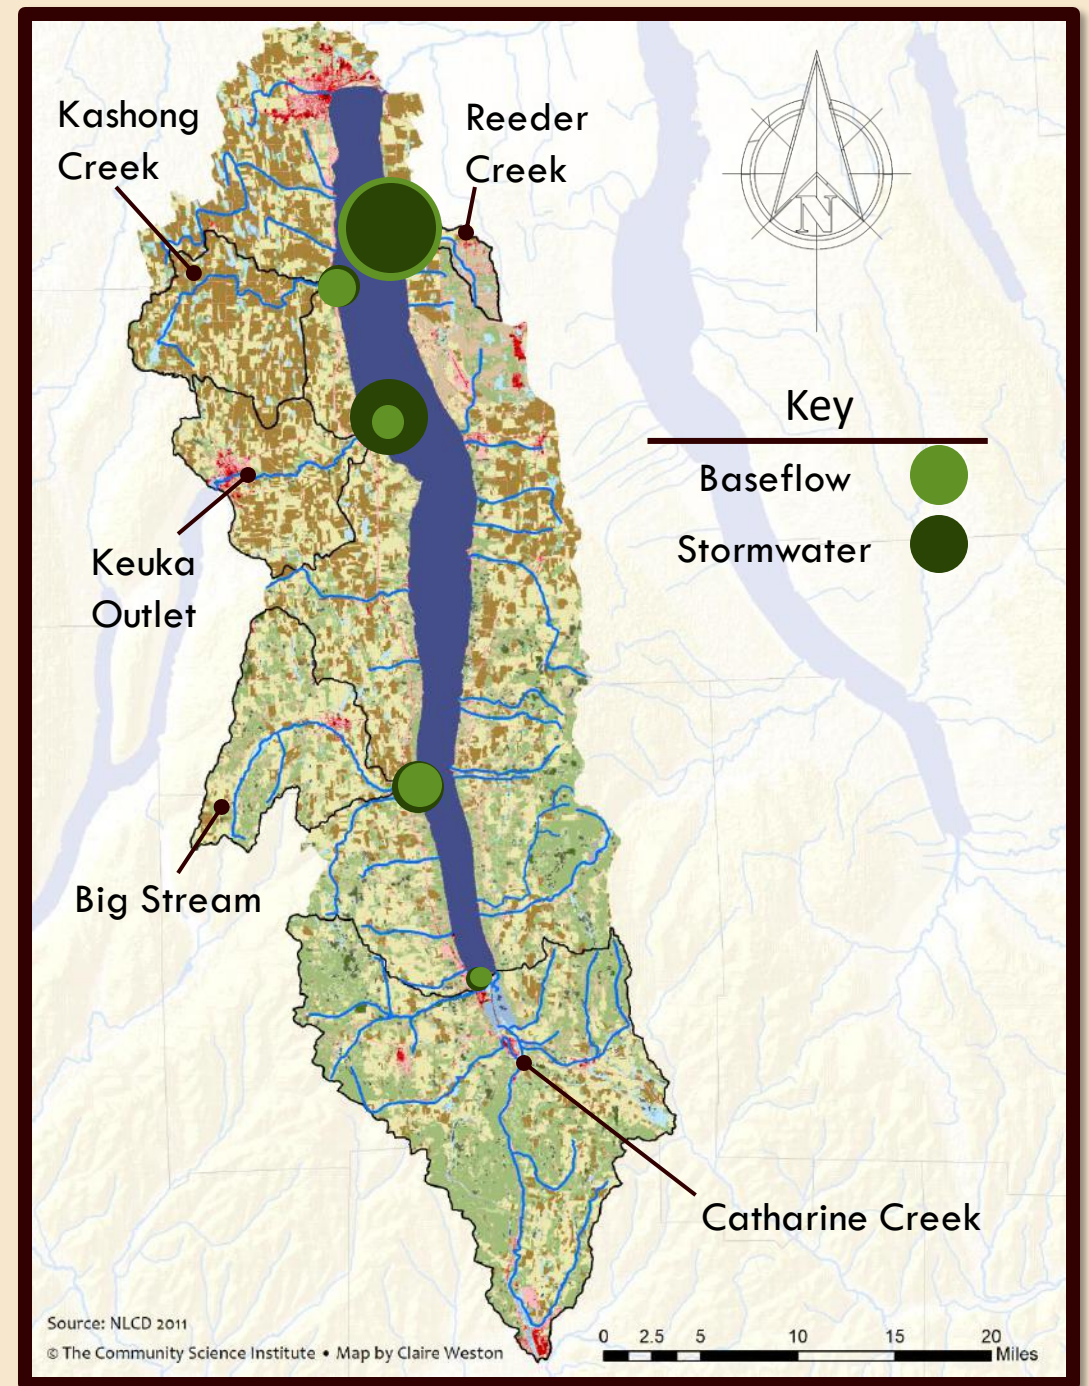 Kashong
Creek
Reeder
Creek
N
Key
Baseflow
Stormwater
Keuka
Outlet
Big Stream
Catharine Creek
Source: NLCD 2011
© The Community Science Institute • Map by Claire Weston
0 2.5 5 10 15 20
Miles